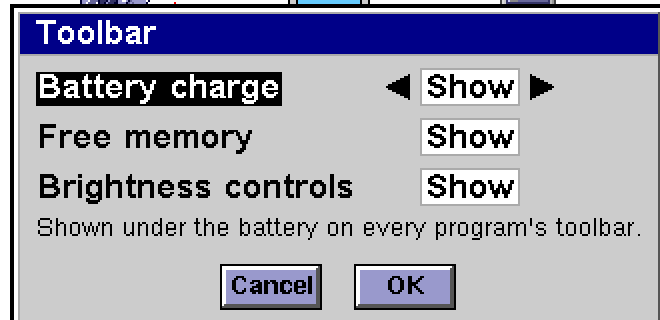 Toolbar
Battery charge Show
Free memory Show
Brightness controls Show
Shown under the battery on every program's toolbar.
Cancel OK